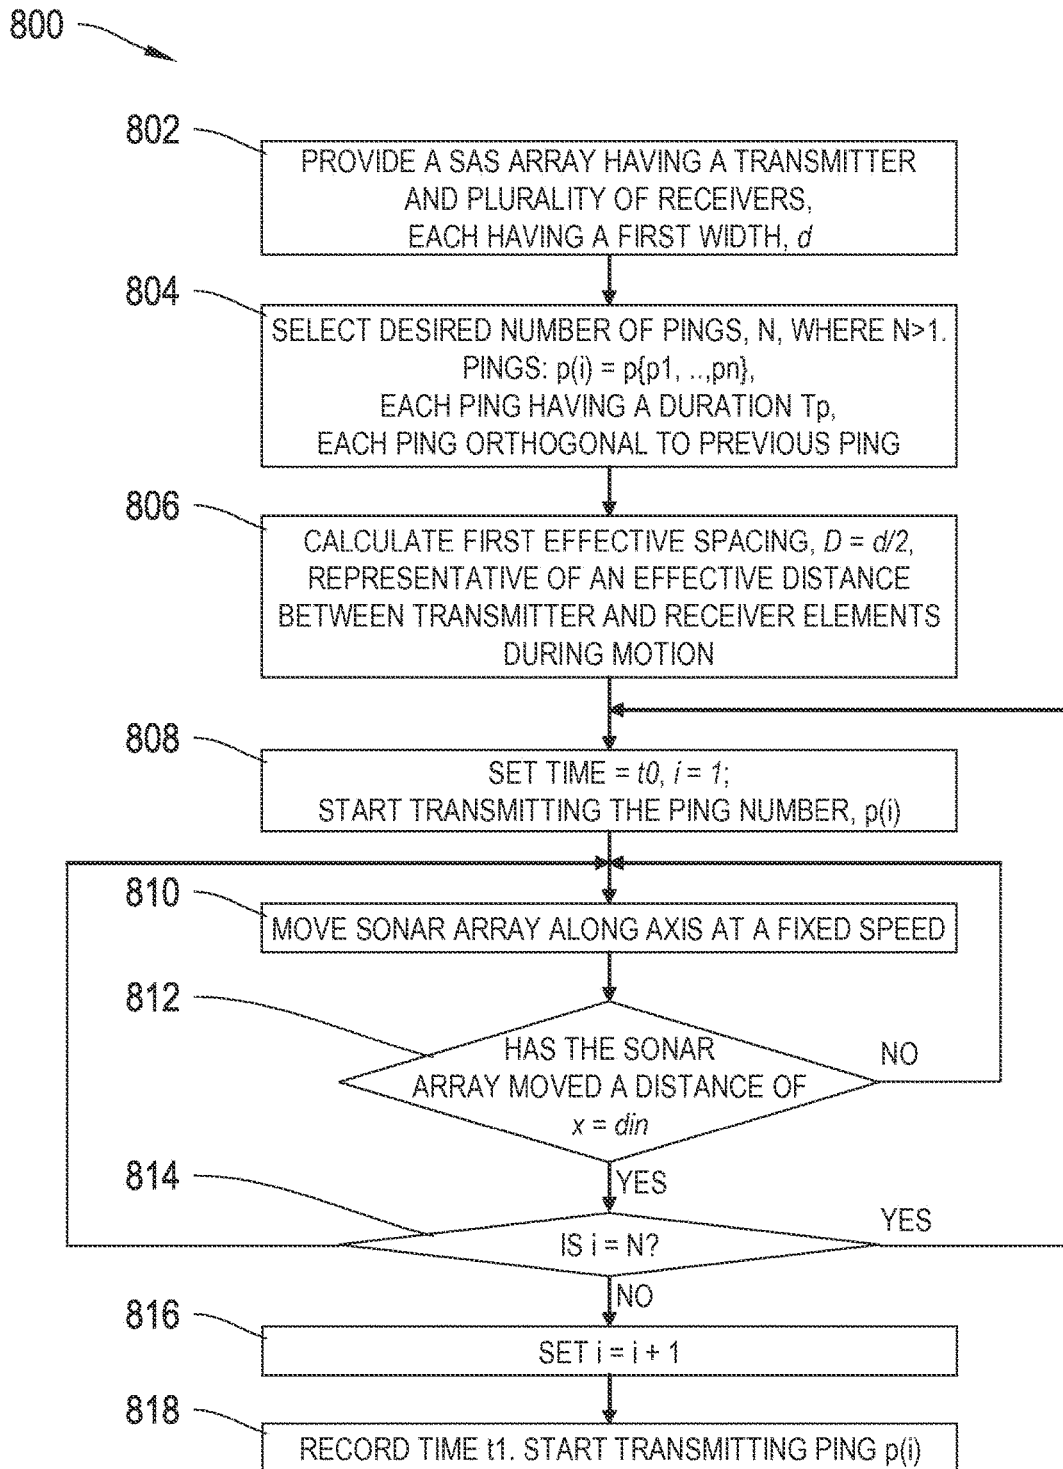 800
802
PROVIDE A SAS ARRAY HAVING A TRANSMITTER
AND PLURALITY OF RECEIVERS,
EACH HAVING A FIRST WIDTH, d
804
SELECT DESIRED NUMBER OF PINGS, N, WHERE N>1.
PINGS: p(i) = p{p1, ..,pn},
EACH PING HAVING A DURATION Tp,
EACH PING ORTHOGONAL TO PREVIOUS PING
806
CALCULATE FIRST EFFECTIVE SPACING, D = d/2,
REPRESENTATIVE OF AN EFFECTIVE DISTANCE
BETWEEN TRANSMITTER AND RECEIVER ELEMENTS
DURING MOTION
808
SET TIME = t0, i = 1;
START TRANSMITTING THE PING NUMBER, p(i)
810
MOVE SONAR ARRAY ALONG AXIS AT A FIXED SPEED
812
HAS THE SONAR
ARRAY MOVED A DISTANCE OF
x = din
NO
YES
814
IS i = N?
YES
NO
816
SET i = i + 1
818
RECORD TIME t1. START TRANSMITTING PING p(i)